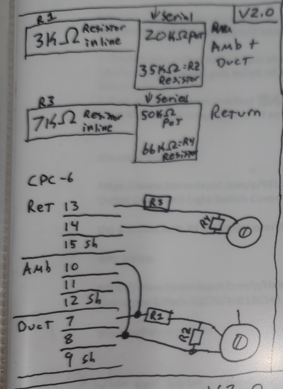 V2.0
R1
3KΩ Resistor
inline
↓ Serial
20KΩ Pot
35KΩ = R2
Resistor
Amb +
Duct
R3
7KΩ Resistor
inline
↓ Series
50KΩ
Pot
66KΩ = R4
Resistor
Return
CPC-6
Ret 13
14
15 Sh
R3
R4
Amb 10
11
12 Sh
Duct 7
8
9 Sh
R1
R2